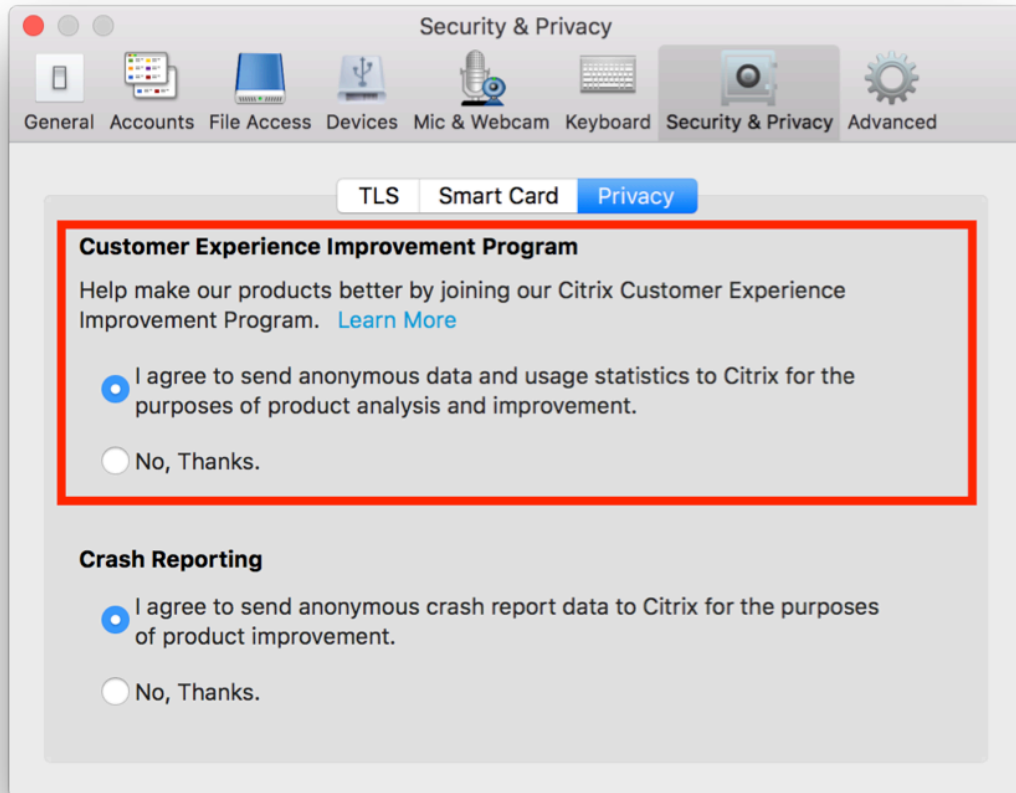 Security & Privacy
General Accounts File Access Devices Mic & Webcam Keyboard Security & Privacy Advanced
TLS Smart Card Privacy
Customer Experience Improvement Program
Help make our products better by joining our Citrix Customer Experience
Improvement Program. Learn More
I agree to send anonymous data and usage statistics to Citrix for the
purposes of product analysis and improvement.
No, Thanks.
Crash Reporting
I agree to send anonymous crash report data to Citrix for the purposes
of product improvement.
No, Thanks.